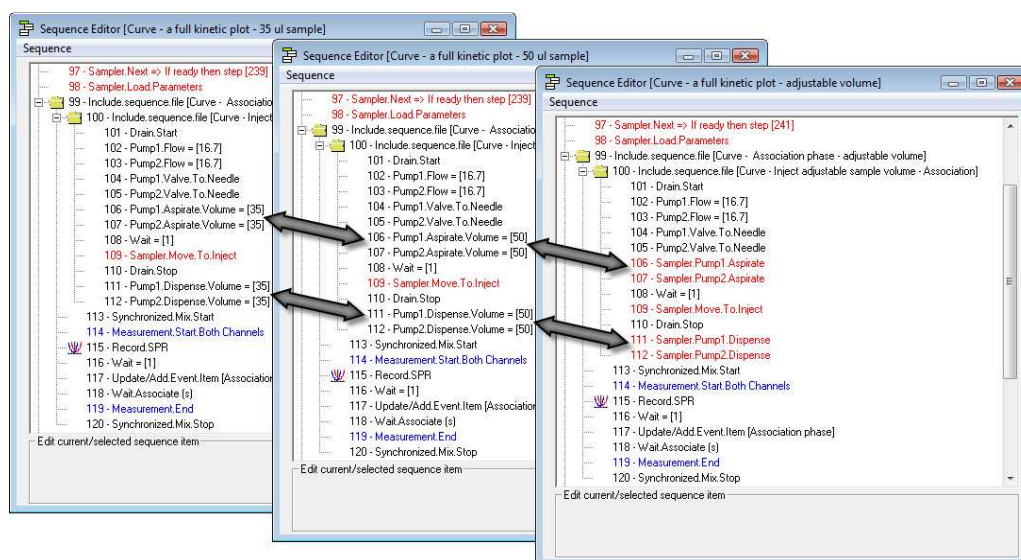 Sequence Editor [Curve - a full kinetic plot - 35 ul sample]
Sequence
97 - Sampler.Next => If ready then step [239]
98 - Sampler.Load.Parameters
99 - Include.sequence.file [Curve - Associatio
100 - Include.sequence.file [Curve - Inject
101 - Drain.Start
102 - Pump1.Flow = [16.7]
103 - Pump2.Flow = [16.7]
104 - Pump1.Valve.To.Needle
105 - Pump2.Valve.To.Needle
106 - Pump1.Aspirate.Volume = [35]
107 - Pump2.Aspirate.Volume = [35]
108 - Wait = [1]
109 - Sampler.Move.To.Inject
110 - Drain.Stop
111 - Pump1.Dispense.Volume = [35]
112 - Pump2.Dispense.Volume = [35]
113 - Synchronized.Mix.Start
114 - Measurement.Start.Both Channels
115 - Record.SPR
116 - Wait = [1]
117 - Update/Add.Event.Item [Association
118 - Wait.Associate (s)
119 - Measurement.End
120 - Synchronized.Mix.Stop
Edit current/selected sequence item
Sequence Editor [Curve - a full kinetic plot - 50 ul sample]
Sequence
97 - Sampler.Next => If ready then step [239]
98 - Sampler.Load.Parameters
99 - Include.sequence.file [Curve - Associatio
100 - Include.sequence.file [Curve - Inject
101 - Drain.Start
102 - Pump1.Flow = [16.7]
103 - Pump2.Flow = [16.7]
104 - Pump1.Valve.To.Needle
105 - Pump2.Valve.To.Needle
106 - Pump1.Aspirate.Volume = [50]
107 - Pump2.Aspirate.Volume = [50]
108 - Wait = [1]
109 - Sampler.Move.To.Inject
110 - Drain.Stop
111 - Pump1.Dispense.Volume = [50]
112 - Pump2.Dispense.Volume = [50]
113 - Synchronized.Mix.Start
114 - Measurement.Start.Both Channels
115 - Record.SPR
116 - Wait = [1]
117 - Update/Add.Event.Item [Association
118 - Wait.Associate (s)
119 - Measurement.End
120 - Synchronized.Mix.Stop
Edit current/selected sequence item
Sequence Editor [Curve - a full kinetic plot - adjustable volume]
Sequence
97 - Sampler.Next => If ready then step [241]
98 - Sampler.Load.Parameters
99 - Include.sequence.file [Curve - Association phase - adjustable volume]
100 - Include.sequence.file [Curve - Inject adjustable sample volume - Association]
101 - Drain.Start
102 - Pump1.Flow = [16.7]
103 - Pump2.Flow = [16.7]
104 - Pump1.Valve.To.Needle
105 - Pump2.Valve.To.Needle
106 - Sampler.Pump1.Aspirate
107 - Sampler.Pump2.Aspirate
108 - Wait = [1]
109 - Sampler.Move.To.Inject
110 - Drain.Stop
111 - Sampler.Pump1.Dispense
112 - Sampler.Pump2.Dispense
113 - Synchronized.Mix.Start
114 - Measurement.Start.Both Channels
115 - Record.SPR
116 - Wait = [1]
117 - Update/Add.Event.Item [Association phase]
118 - Wait.Associate (s)
119 - Measurement.End
120 - Synchronized.Mix.Stop
Edit current/selected sequence item